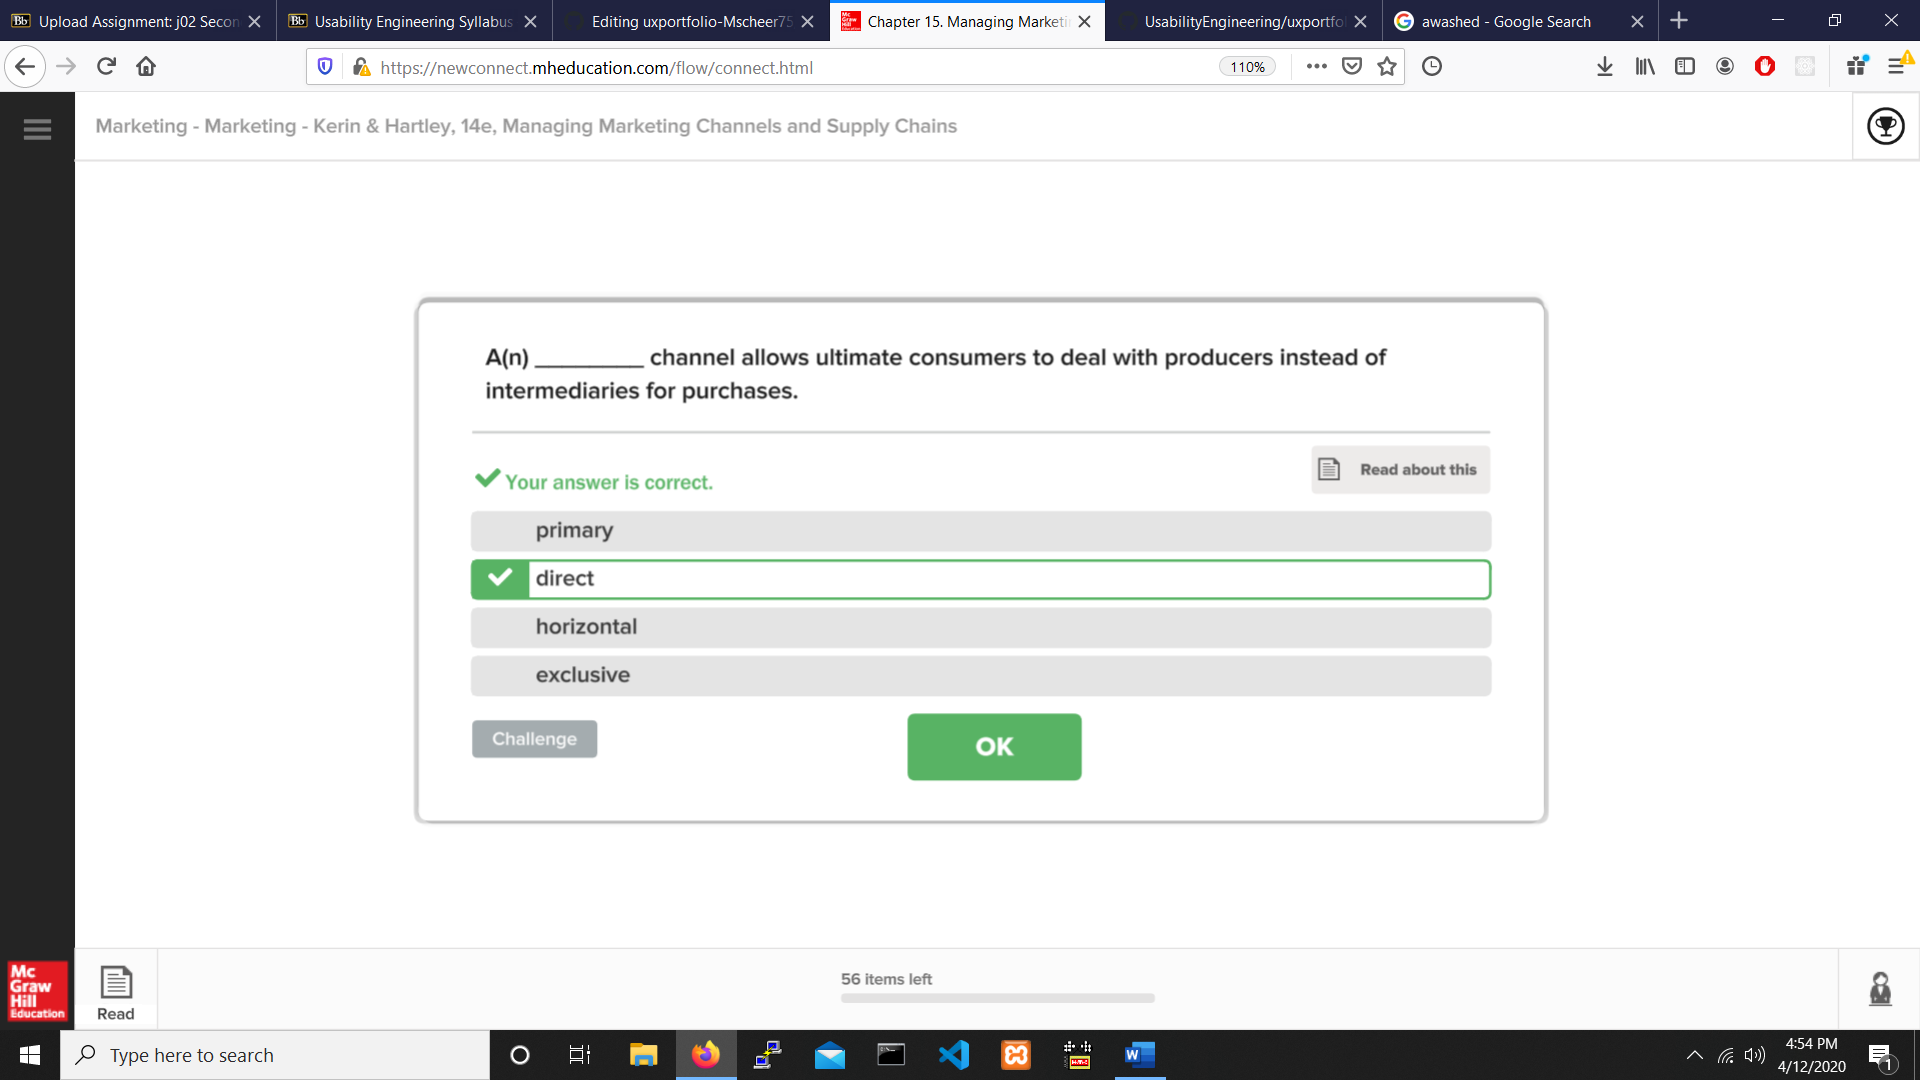 Upload Assignment: j02 Secon
Usability Engineering Syllabus
Editing uxportfolio-Mscheer75
Chapter 15. Managing Marketi
UsabilityEngineering/uxportfo
awashed - Google Search
https://newconnect.mheducation.com/flow/connect.html
110%
Marketing - Marketing - Kerin & Hartley, 14e, Managing Marketing Channels and Supply Chains
A(n) _________ channel allows ultimate consumers to deal with producers instead of
intermediaries for purchases.
Your answer is correct.
Read about this
primary
direct
horizontal
exclusive
Challenge
OK
Mc
Graw
Hill
Education
Read
56 items left
Type here to search
4:54 PM
4/12/2020
1